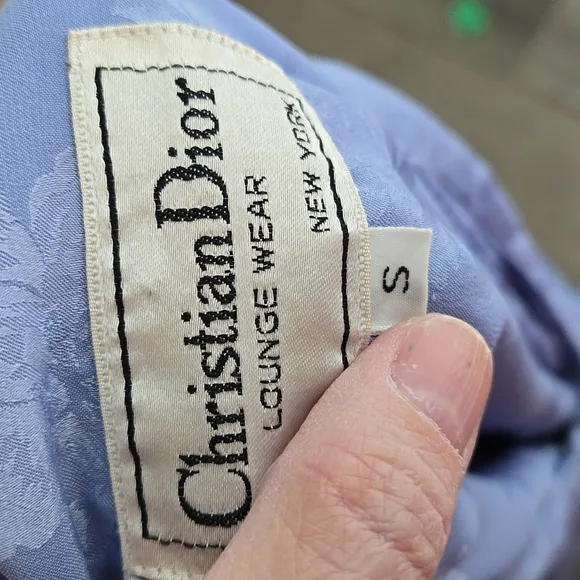 Christian Dior
LOUNGE WEAR
NEW YORK
S